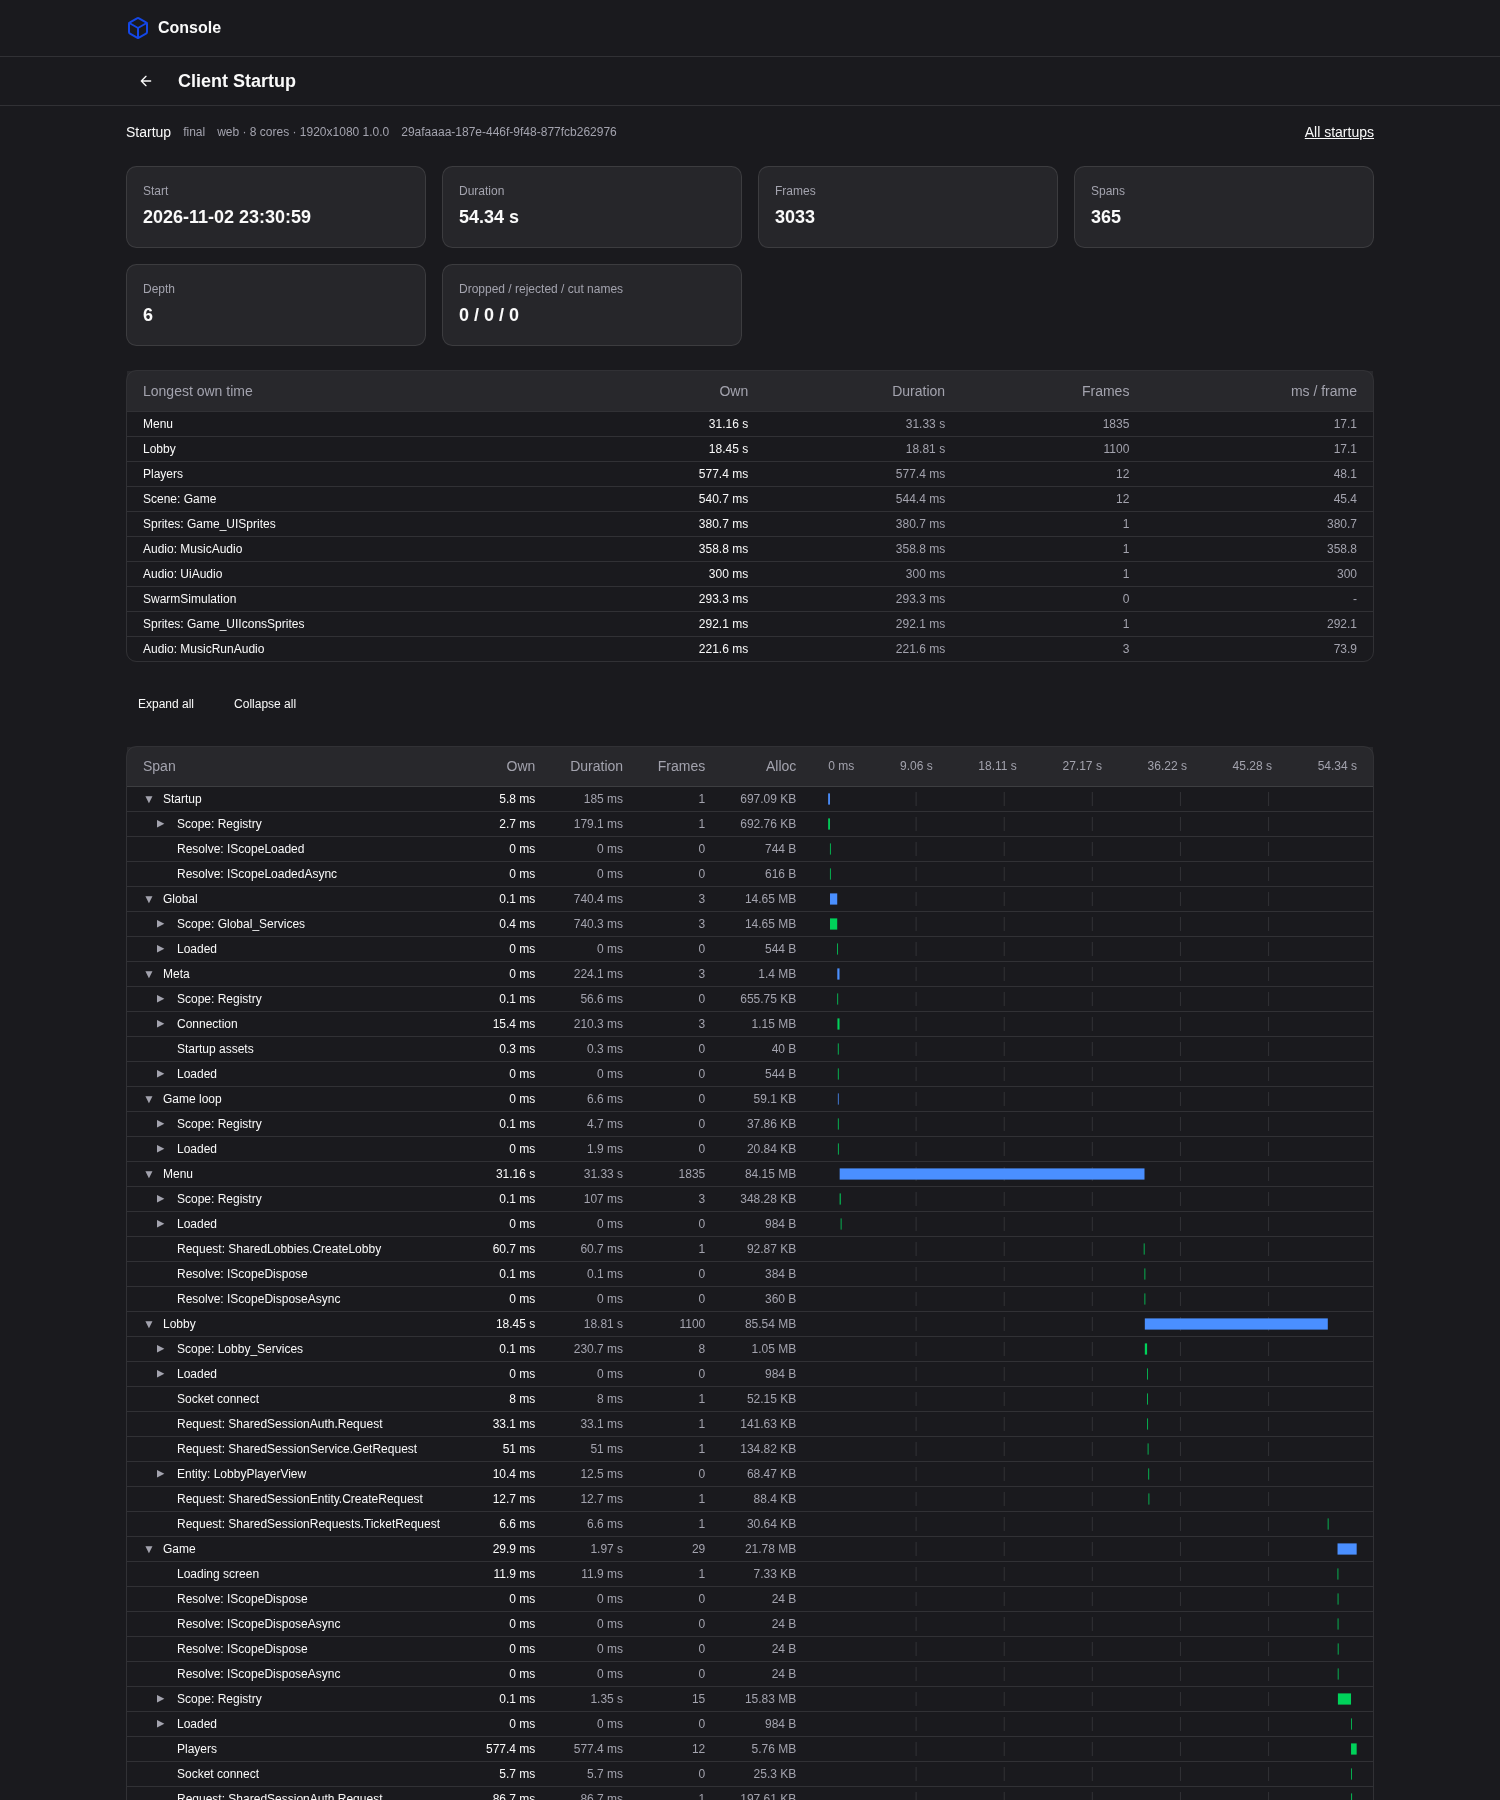 Console
Client Startup
Startup final web · 8 cores · 1920x1080 1.0.0 29afaaaa-187e-446f-9f48-877fcb262976 All startups
Start Duration Frames Spans
2026-11-02 23:30:59 54.34 s 3033 365
Depth Dropped / rejected / cut names
6 0 / 0 / 0
Longest own time Own Duration Frames ms / frame
Menu 31.16 s 31.33 s 1835 17.1
Lobby 18.45 s 18.81 s 1100 17.1
Players 577.4 ms 577.4 ms 12 48.1
Scene: Game 540.7 ms 544.4 ms 12 45.4
Sprites: Game_UISprites 380.7 ms 380.7 ms 1 380.7
Audio: MusicAudio 358.8 ms 358.8 ms 1 358.8
Audio: UiAudio 300 ms 300 ms 1 300
SwarmSimulation 293.3 ms 293.3 ms 0 -
Sprites: Game_UIIconsSprites 292.1 ms 292.1 ms 1 292.1
Audio: MusicRunAudio 221.6 ms 221.6 ms 3 73.9
Expand all Collapse all
Span Own Duration Frames Alloc 0 ms 9.06 s 18.11 s 27.17 s 36.22 s 45.28 s 54.34 s
▼ Startup 5.8 ms 185 ms 1 697.09 KB
▶ Scope: Registry 2.7 ms 179.1 ms 1 692.76 KB
Resolve: IScopeLoaded 0 ms 0 ms 0 744 B
Resolve: IScopeLoadedAsync 0 ms 0 ms 0 616 B
▼ Global 0.1 ms 740.4 ms 3 14.65 MB
▶ Scope: Global_Services 0.4 ms 740.3 ms 3 14.65 MB
▶ Loaded 0 ms 0 ms 0 544 B
▼ Meta 0 ms 224.1 ms 3 1.4 MB
▶ Scope: Registry 0.1 ms 56.6 ms 0 655.75 KB
▶ Connection 15.4 ms 210.3 ms 3 1.15 MB
Startup assets 0.3 ms 0.3 ms 0 40 B
▶ Loaded 0 ms 0 ms 0 544 B
▼ Game loop 0 ms 6.6 ms 0 59.1 KB
▶ Scope: Registry 0.1 ms 4.7 ms 0 37.86 KB
▶ Loaded 0 ms 1.9 ms 0 20.84 KB
▼ Menu 31.16 s 31.33 s 1835 84.15 MB
▶ Scope: Registry 0.1 ms 107 ms 3 348.28 KB
▶ Loaded 0 ms 0 ms 0 984 B
Request: SharedLobbies.CreateLobby 60.7 ms 60.7 ms 1 92.87 KB
Resolve: IScopeDispose 0.1 ms 0.1 ms 0 384 B
Resolve: IScopeDisposeAsync 0 ms 0 ms 0 360 B
▼ Lobby 18.45 s 18.81 s 1100 85.54 MB
▶ Scope: Lobby_Services 0.1 ms 230.7 ms 8 1.05 MB
▶ Loaded 0 ms 0 ms 0 984 B
Socket connect 8 ms 8 ms 1 52.15 KB
Request: SharedSessionAuth.Request 33.1 ms 33.1 ms 1 141.63 KB
Request: SharedSessionService.GetRequest 51 ms 51 ms 1 134.82 KB
▶ Entity: LobbyPlayerView 10.4 ms 12.5 ms 0 68.47 KB
Request: SharedSessionEntity.CreateRequest 12.7 ms 12.7 ms 1 88.4 KB
Request: SharedSessionRequests.TicketRequest 6.6 ms 6.6 ms 1 30.64 KB
▼ Game 29.9 ms 1.97 s 29 21.78 MB
Loading screen 11.9 ms 11.9 ms 1 7.33 KB
Resolve: IScopeDispose 0 ms 0 ms 0 24 B
Resolve: IScopeDisposeAsync 0 ms 0 ms 0 24 B
Resolve: IScopeDispose 0 ms 0 ms 0 24 B
Resolve: IScopeDisposeAsync 0 ms 0 ms 0 24 B
▶ Scope: Registry 0.1 ms 1.35 s 15 15.83 MB
▶ Loaded 0 ms 0 ms 0 984 B
Players 577.4 ms 577.4 ms 12 5.76 MB
Socket connect 5.7 ms 5.7 ms 0 25.3 KB
Request: SharedSessionAuth.Request 86.7 ms 86.7 ms 1 197.61 KB